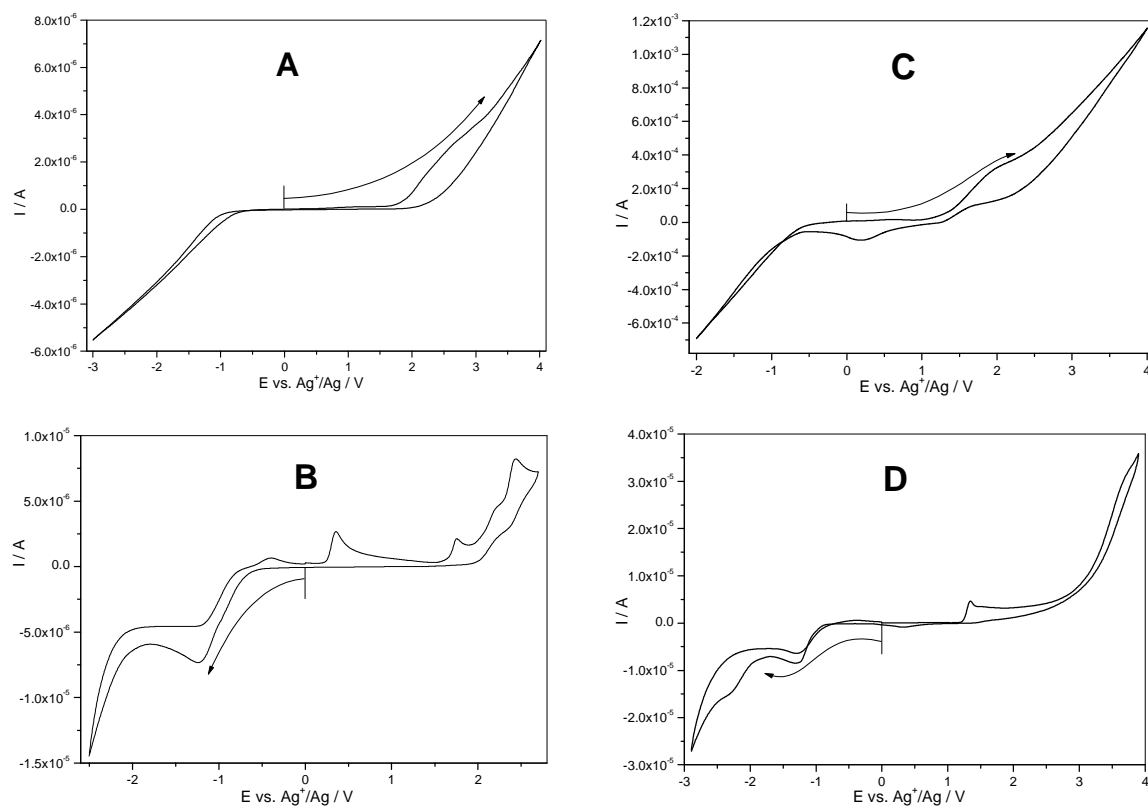 A
8.0x10⁻⁶
6.0x10⁻⁶
4.0x10⁻⁶
2.0x10⁻⁶
0.0
-2.0x10⁻⁶
-4.0x10⁻⁶
-6.0x10⁻⁶
I / A
-3 -2 -1 0 1 2 3 4
E vs. Ag⁺/Ag / V
C
1.2x10⁻³
1.0x10⁻³
8.0x10⁻⁴
6.0x10⁻⁴
4.0x10⁻⁴
2.0x10⁻⁴
0.0
-2.0x10⁻⁴
-4.0x10⁻⁴
-6.0x10⁻⁴
I / A
-2 -1 0 1 2 3 4
E vs. Ag⁺/Ag / V
B
1.0x10⁻⁵
5.0x10⁻⁶
0.0
-5.0x10⁻⁶
-1.0x10⁻⁵
-1.5x10⁻⁵
I / A
-2 -1 0 1 2
E vs. Ag⁺/Ag / V
D
4.0x10⁻⁵
3.0x10⁻⁵
2.0x10⁻⁵
1.0x10⁻⁵
0.0
-1.0x10⁻⁵
-2.0x10⁻⁵
-3.0x10⁻⁵
I / A
-3 -2 -1 0 1 2 3 4
E vs. Ag⁺/Ag / V